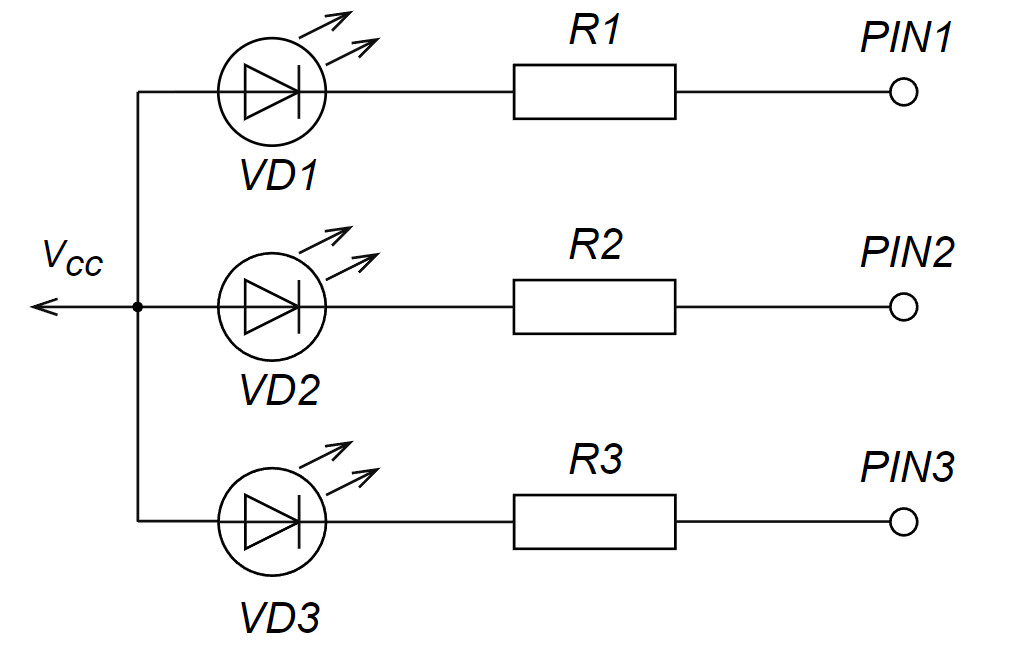 R1
PIN1
VD1
Vcc
R2
PIN2
VD2
R3
PIN3
VD3